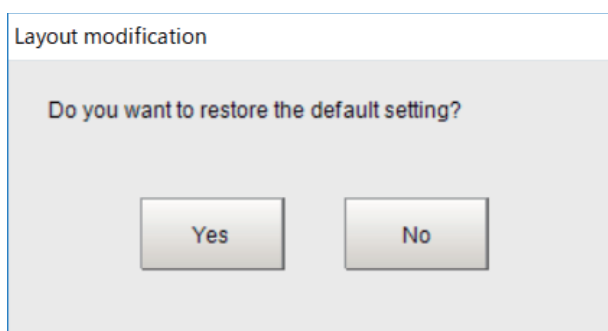 Layout modification
Do you want to restore the default setting?
Yes
No